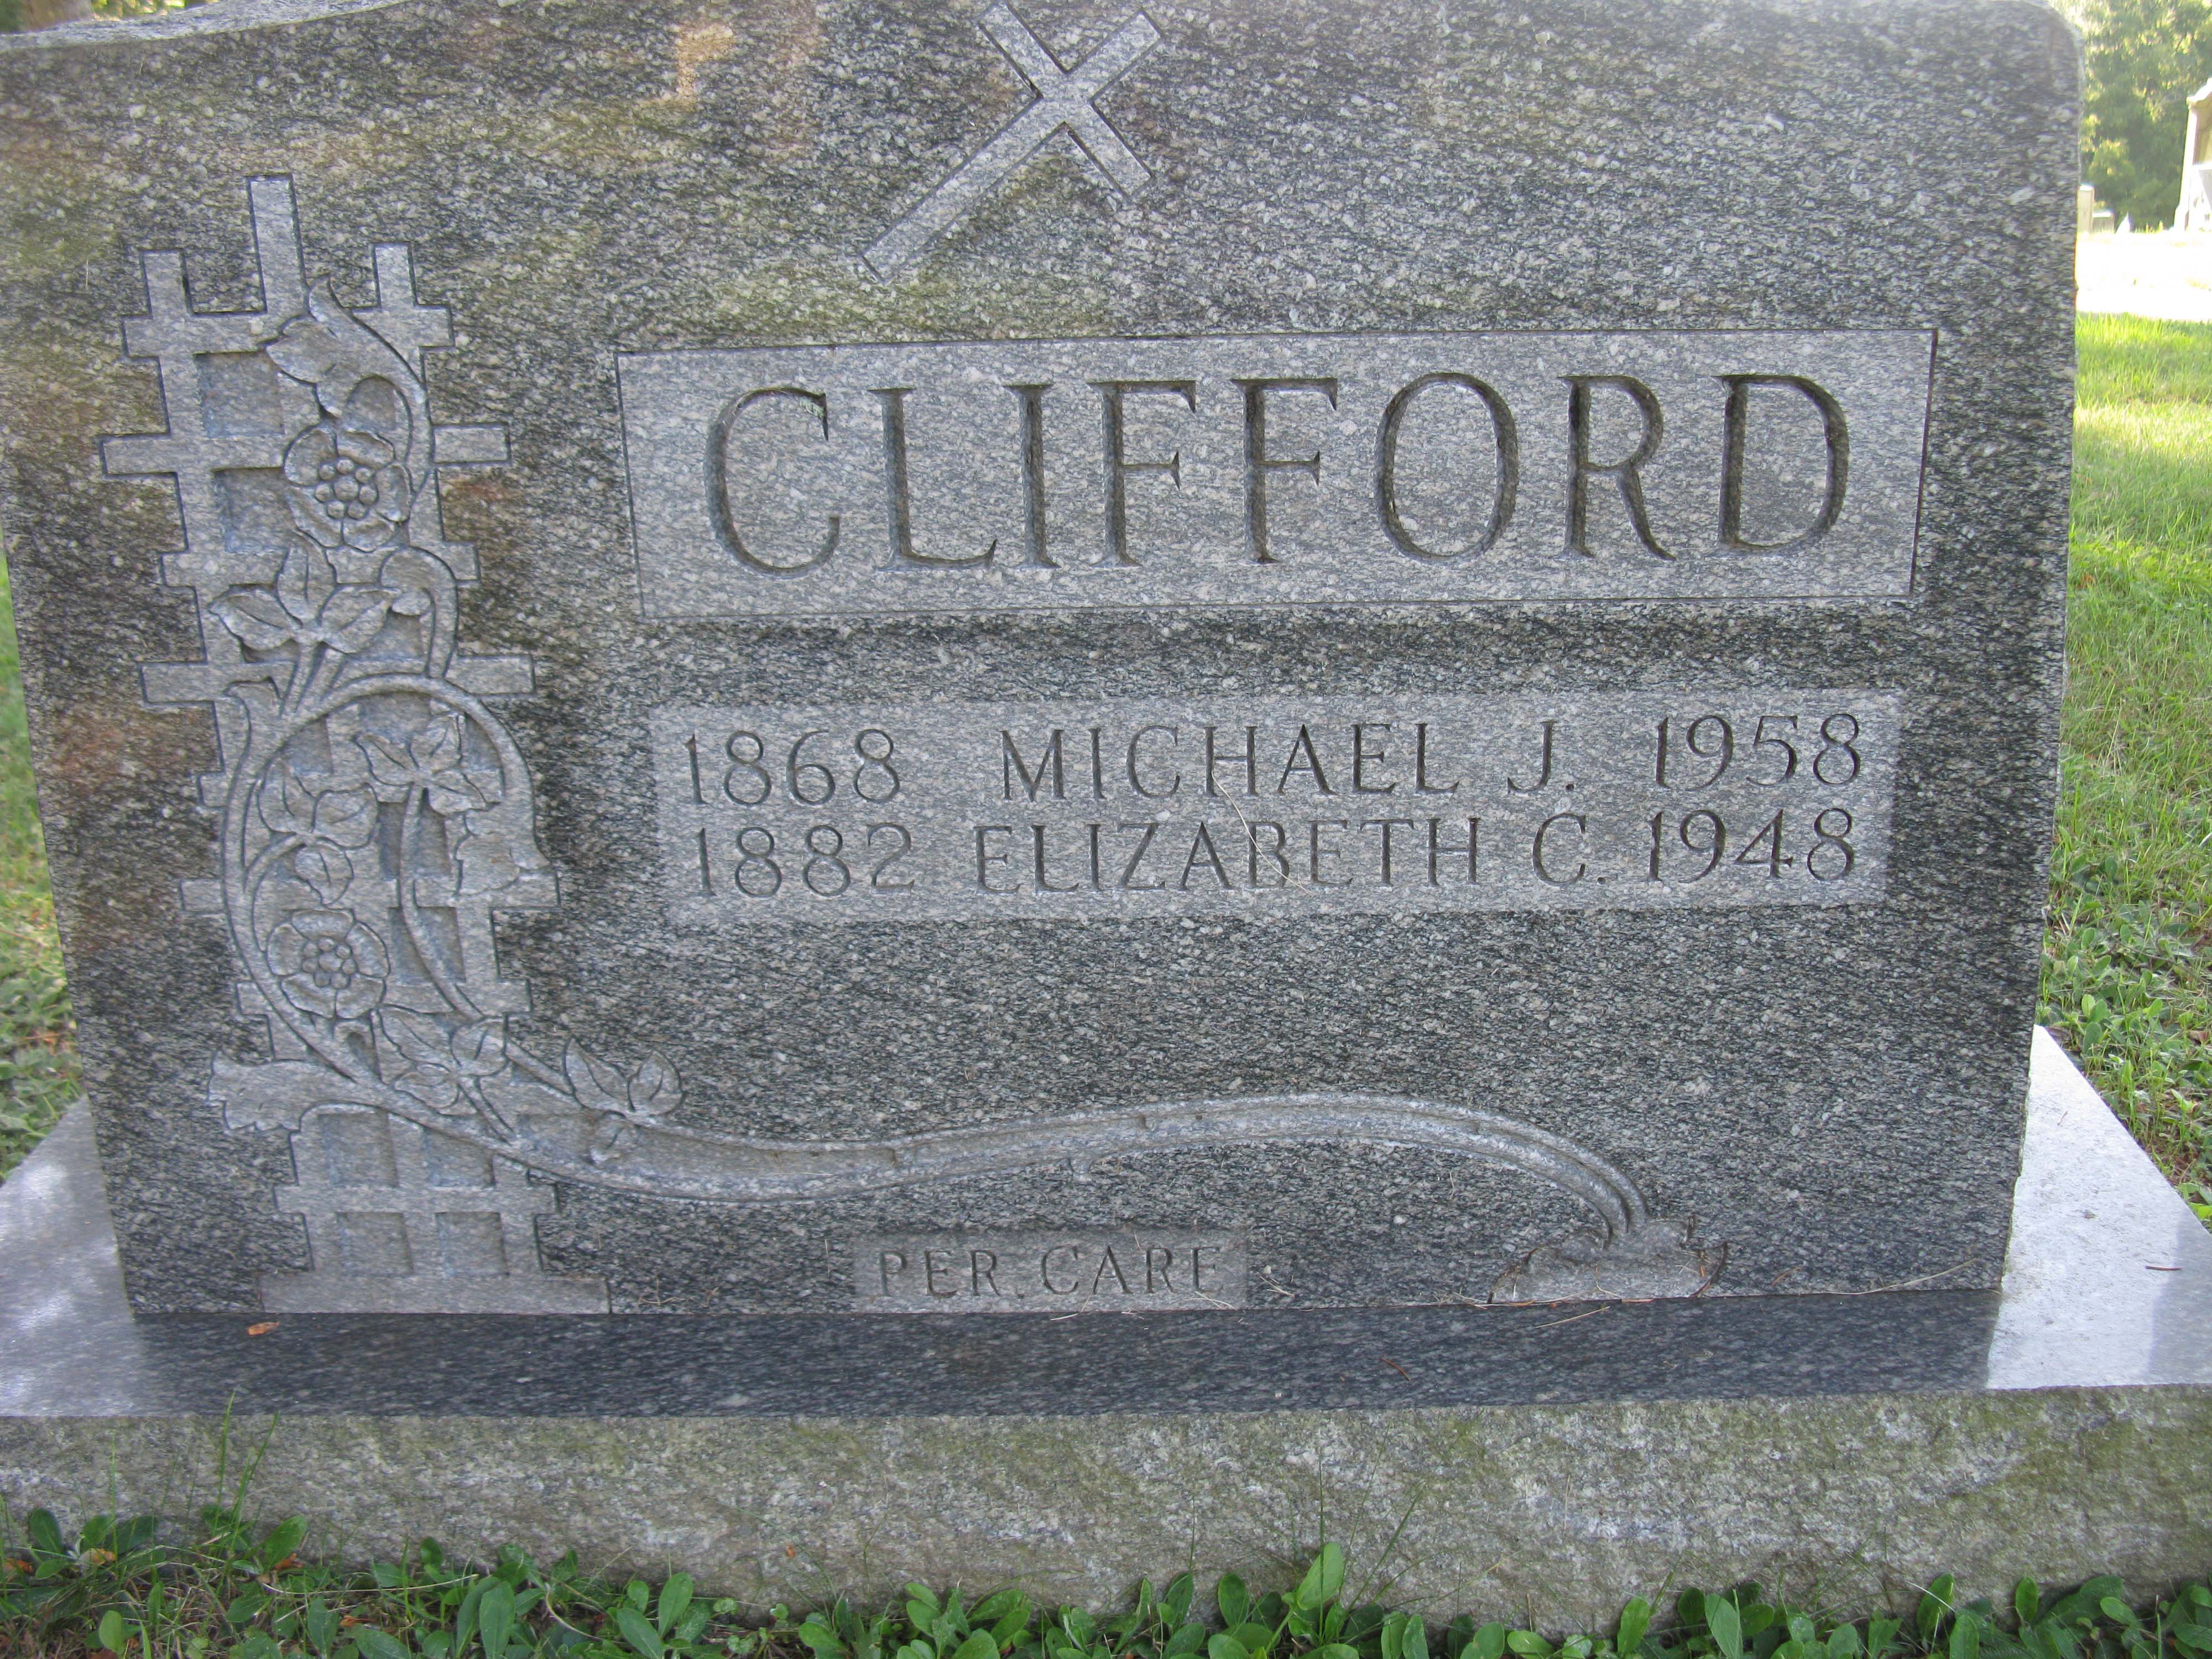 CLIFFORD
1868 MICHAEL J. 1958
1882 ELIZABETH C. 1948
PER. CARE